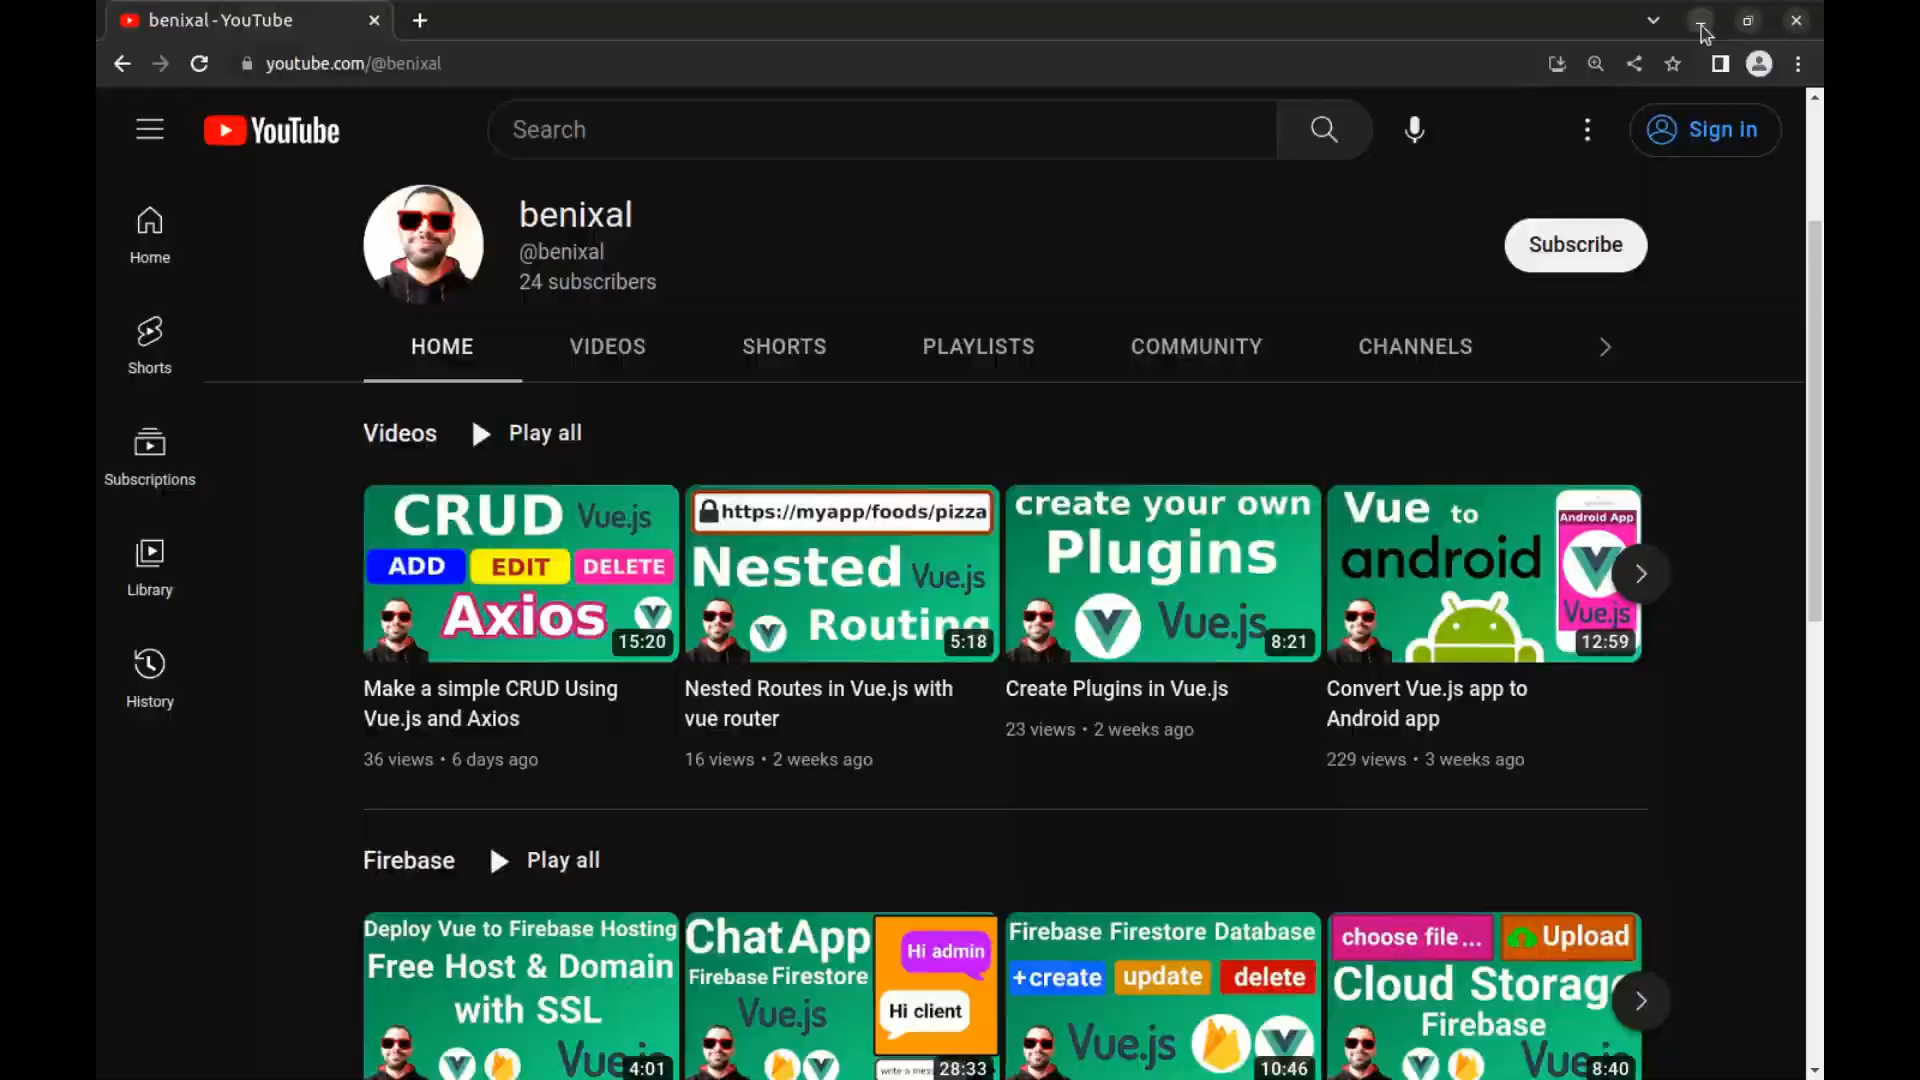 benixal - YouTube
youtube.com/@benixal
YouTube
Search
Sign in
Home
Shorts
Subscriptions
Library
History
benixal
@benixal
24 subscribers
Subscribe
HOME
VIDEOS
SHORTS
PLAYLISTS
COMMUNITY
CHANNELS
Videos
Play all
CRUD Vue.js
ADD EDIT DELETE
Axios
15:20
Make a simple CRUD Using
Vue.js and Axios
36 views • 6 days ago
https://myapp/foods/pizza
Nested Vue.js
Routing
5:18
Nested Routes in Vue.js with
vue router
16 views • 2 weeks ago
create your own
Plugins
Vue.js
8:21
Create Plugins in Vue.js
23 views • 2 weeks ago
Vue to
android
Android App
Vue.js
12:59
Convert Vue.js app to
Android app
229 views • 3 weeks ago
Firebase
Play all
Deploy Vue to Firebase Hosting
Free Host & Domain
with SSL
Vue.js
4:01
Chat App
Firebase Firestore
Vue.js
Hi admin
Hi client
28:33
Firebase Firestore Database
+create update delete
Vue.js
10:46
choose file... Upload
Cloud Storage
Firebase
Vue.js
8:40